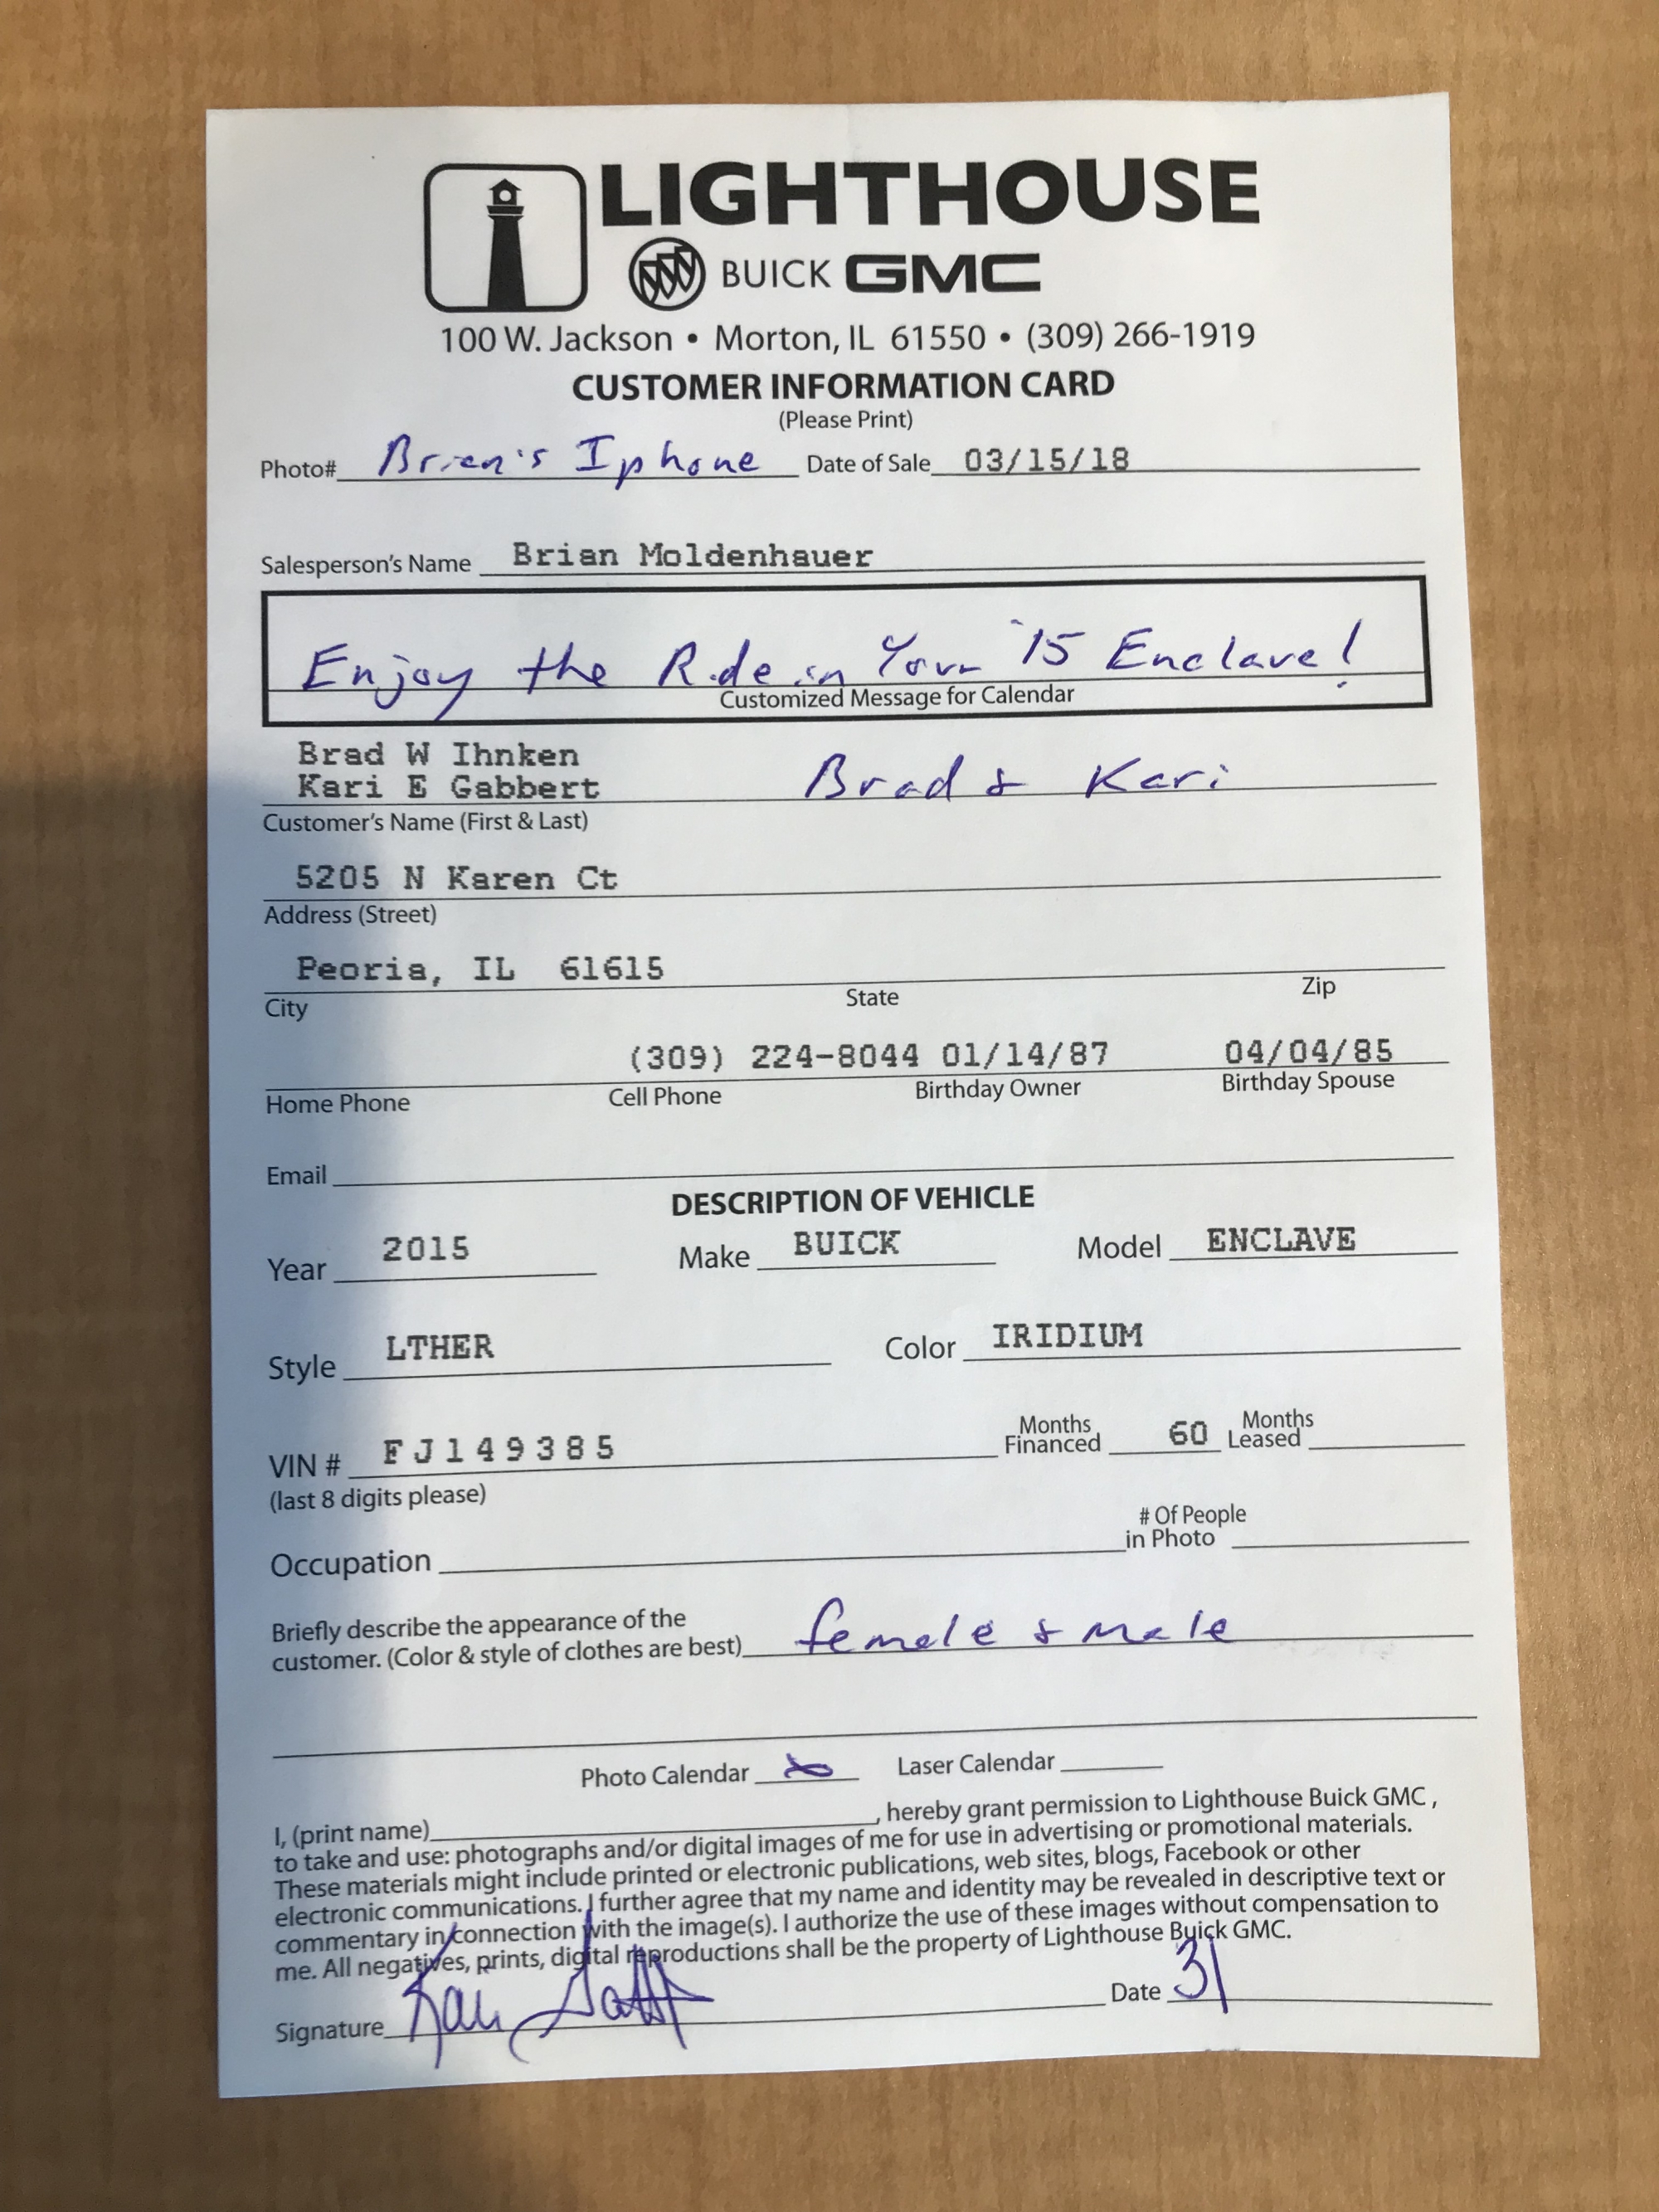 LIGHTHOUSE
BUICK GMC
100 W. Jackson • Morton, IL 61550 • (309) 266-1919
CUSTOMER INFORMATION CARD
(Please Print)
Photo# Brian's Iphone Date of Sale 03/15/18
Salesperson's Name Brian Moldenhauer
Enjoy the Ride in Your '15 Enclave!
Customized Message for Calendar
Brad W Ihnken
Kari E Gabbert Brad & Kari
Customer's Name (First & Last)
5205 N Karen Ct
Address (Street)
Peoria, IL 61615
City State Zip
(309) 224-8044 01/14/87 04/04/85
Home Phone Cell Phone Birthday Owner Birthday Spouse
Email
DESCRIPTION OF VEHICLE
Year 2015 Make BUICK Model ENCLAVE
Style LTHER Color IRIDIUM
VIN # FJ149385 Months Financed 60 Months Leased
(last 8 digits please)
Occupation # Of People in Photo
Briefly describe the appearance of the
customer. (Color & style of clothes are best) female & male
Photo Calendar Laser Calendar
I, (print name) , hereby grant permission to Lighthouse Buick GMC ,
to take and use: photographs and/or digital images of me for use in advertising or promotional materials.
These materials might include printed or electronic publications, web sites, blogs, Facebook or other
electronic communications. I further agree that my name and identity may be revealed in descriptive text or
commentary in connection with the image(s). I authorize the use of these images without compensation to
me. All negatives, prints, digital reproductions shall be the property of Lighthouse Buick GMC.
Signature Date 31